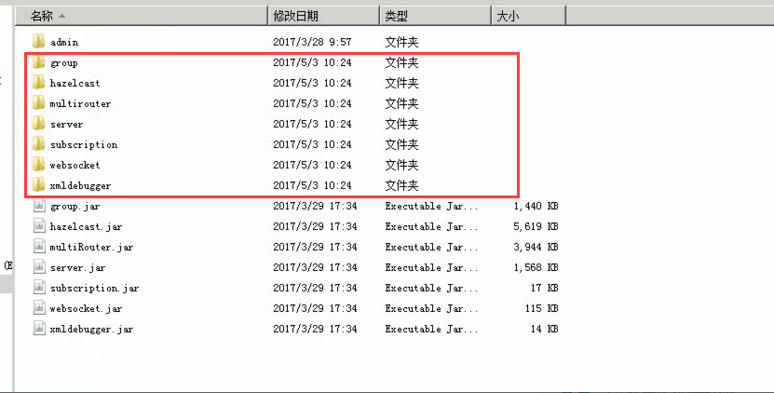 名称 修改日期 类型 大小
admin 2017/3/28 9:57 文件夹
group 2017/5/3 10:24 文件夹
hazelcast 2017/5/3 10:24 文件夹
multirouter 2017/5/3 10:24 文件夹
server 2017/5/3 10:24 文件夹
subscription 2017/5/3 10:24 文件夹
websocket 2017/5/3 10:24 文件夹
xmldebugger 2017/5/3 10:24 文件夹
group.jar 2017/3/29 17:34 Executable Jar... 1,440 KB
hazelcast.jar 2017/3/29 17:34 Executable Jar... 5,619 KB
multiRouter.jar 2017/3/29 17:34 Executable Jar... 3,944 KB
(E server.jar 2017/3/29 17:34 Executable Jar... 1,568 KB
subscription.jar 2017/3/29 17:34 Executable Jar... 17 KB
websocket.jar 2017/3/29 17:34 Executable Jar... 115 KB
xmldebugger.jar 2017/3/29 17:34 Executable Jar... 14 KB